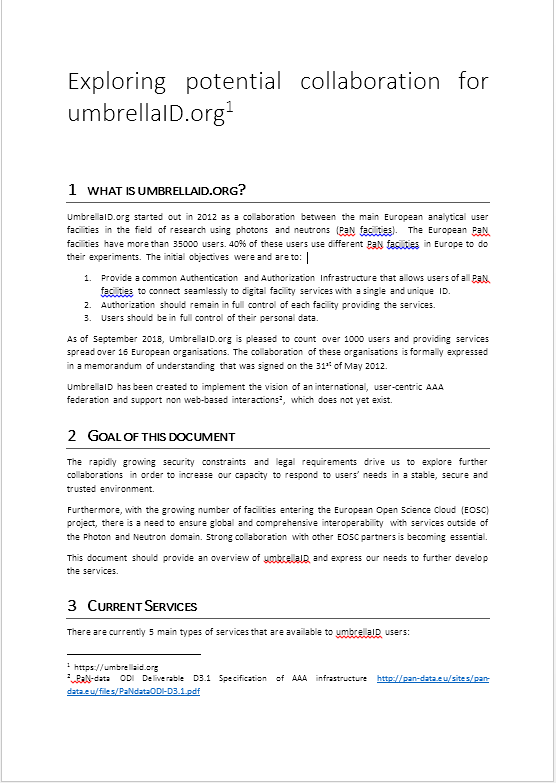 Exploring potential collaboration for
umbrellaID.org¹
1 WHAT IS UMBRELLAID.ORG?
UmbrellaID.org started out in 2012 as a collaboration between the main European analytical user
facilities in the field of research using photons and neutrons (PaN facilities). The European PaN
facilities have more than 35000 users. 40% of these users use different PaN facilities in Europe to do
their experiments. The initial objectives were and are to:
1. Provide a common Authentication and Authorization Infrastructure that allows users of all PaN
facilities to connect seamlessly to digital facility services with a single and unique ID.
2. Authorization should remain in full control of each facility providing the services.
3. Users should be in full control of their personal data.
As of September 2018, UmbrellaID.org is pleased to count over 1000 users and providing services
spread over 16 European organisations. The collaboration of these organisations is formally expressed
in a memorandum of understanding that was signed on the 31st of May 2012.
UmbrellaID has been created to implement the vision of an international, user-centric AAA
federation and support non web-based interactions², which does not yet exist.
2 GOAL OF THIS DOCUMENT
The rapidly growing security constraints and legal requirements drive us to explore further
collaborations in order to increase our capacity to respond to users' needs in a stable, secure and
trusted environment.
Furthermore, with the growing number of facilities entering the European Open Science Cloud (EOSC)
project, there is a need to ensure global and comprehensive interoperability with services outside of
the Photon and Neutron domain. Strong collaboration with other EOSC partners is becoming essential.
This document should provide an overview of umbrellaID and express our needs to further develop
the services.
3 CURRENT SERVICES
There are currently 5 main types of services that are available to umbrellaID users:
¹ https://umbrellaid.org
² PaN-data ODI Deliverable D3.1 Specification of AAA infrastructure http://pan-data.eu/sites/pan-
data.eu/files/PaNdataODI-D3.1.pdf